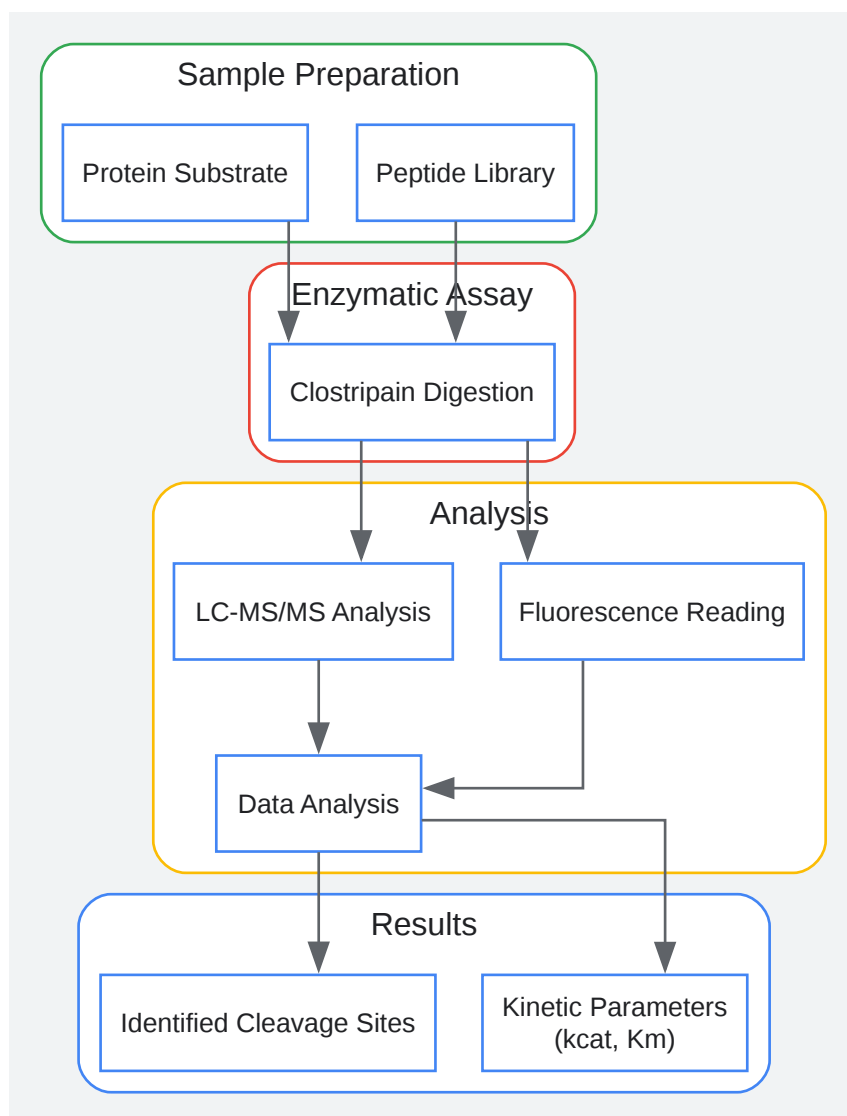 Sample Preparation
Protein Substrate
Peptide Library
Enzymatic Assay
Clostripain Digestion
Analysis
LC-MS/MS Analysis
Fluorescence Reading
Data Analysis
Results
Identified Cleavage Sites
Kinetic Parameters
(kcat, Km)